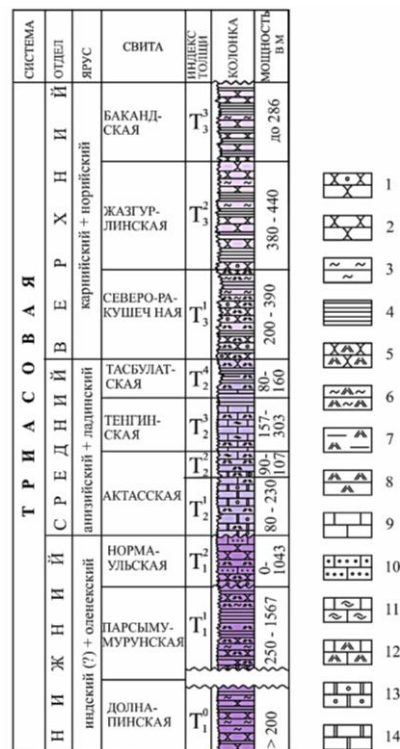 СИСТЕМА
ОТДЕЛ
ЯРУС
СВИТА
ИНДЕКС
ТОЛЩИ
КОЛОНКА
МОЩНОСТЬ
В М
ТРИАСОВАЯ
ВЕРХНИЙ
карнийский + норийский
БАКАНД-
СКАЯ
T₃³
до 286
ЖАЗГУР-
ЛИНСКАЯ
T₃²
380 - 440
СЕВЕРО-РА-
КУШЕЧ НАЯ
T₃¹
200 - 390
СРЕДНИЙ
анизийский + ладинский
ТАСБУЛАТ-
СКАЯ
T₂⁴
80-
160
ТЕНГИН-
СКАЯ
T₂³
157-
303
T₂²
90-
107
АКТАССКАЯ
T₂¹
80 - 230
НИЖНИЙ
индский (?) + оленекский
НОРМА-
УЛЬСКАЯ
T₁²
0-
1043
ПАРСЫМУ-
МУРУНСКАЯ
T₁¹
250 - 1567
ДОЛНА-
ПИНСКАЯ
T₁⁰
> 200
1
2
3
4
5
6
7
8
9
10
11
12
13
14